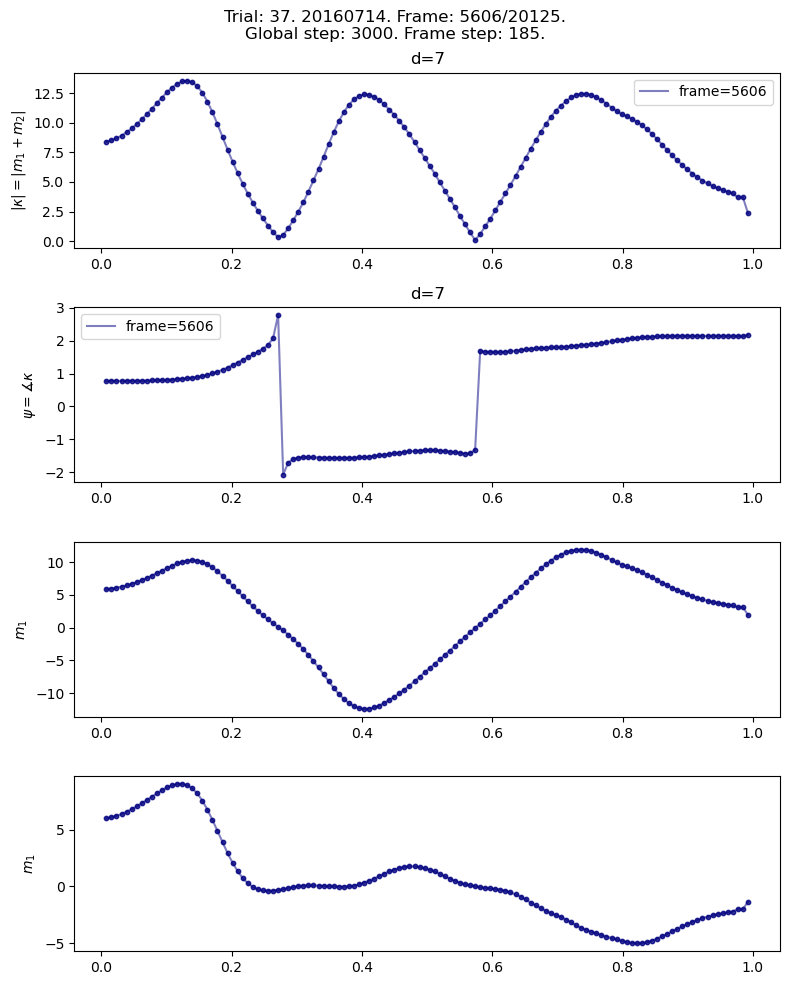 Trial: 37. 20160714. Frame: 5606/20125.
Global step: 3000. Frame step: 185.
d=7
|κ| = |m₁ + m₂|
12.5
10.0
7.5
5.0
2.5
0.0
frame=5606
0.0 0.2 0.4 0.6 0.8 1.0
d=7
ψ = ∡κ
3
2
1
0
−1
−2
frame=5606
0.0 0.2 0.4 0.6 0.8 1.0
m₁
10
5
0
−5
−10
0.0 0.2 0.4 0.6 0.8 1.0
m₁
5
0
−5
0.0 0.2 0.4 0.6 0.8 1.0